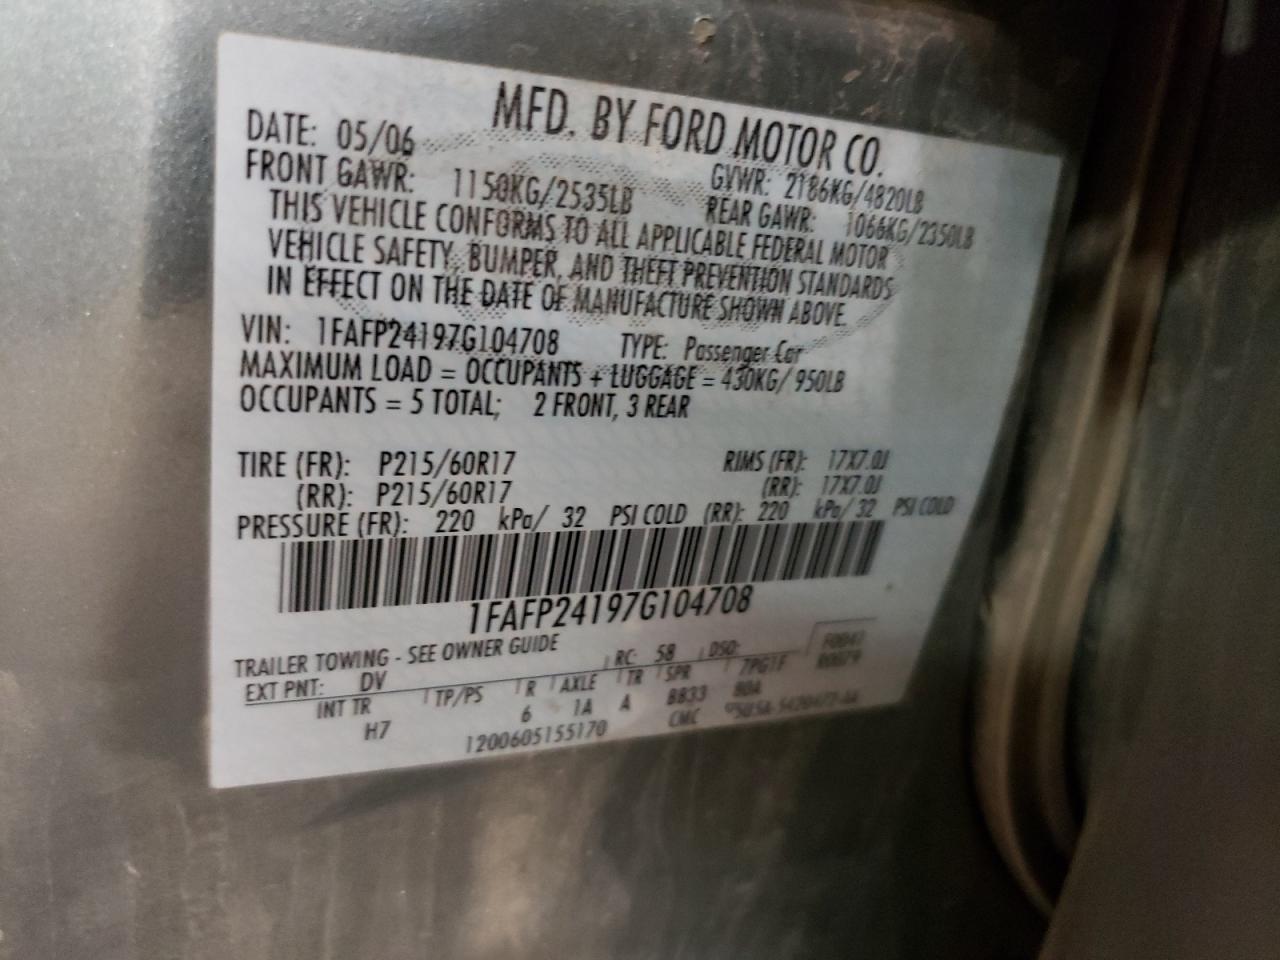 MFD. BY FORD MOTOR CO.
DATE: 05/06 GVWR: 2186KG/4820LB
FRONT GAWR: 1150KG/2535LB REAR GAWR: 1066KG/2350LB
THIS VEHICLE CONFORMS TO ALL APPLICABLE FEDERAL MOTOR
VEHICLE SAFETY, BUMPER, AND THEFT PREVENTION STANDARDS
IN EFFECT ON THE DATE OF MANUFACTURE SHOWN ABOVE.
VIN: 1FAFP24197G104708 TYPE: Passenger Car
MAXIMUM LOAD = OCCUPANTS + LUGGAGE = 430KG/ 950LB
OCCUPANTS = 5 TOTAL; 2 FRONT, 3 REAR
TIRE (FR): P215/60R17 RIMS (FR): 17X7.0J
(RR): P215/60R17 (RR): 17X7.0J
PRESSURE (FR): 220 kPa/ 32 PSI COLD (RR): 220 kPa/ 32 PSI COLD
1FAFP24197G104708
TRAILER TOWING - SEE OWNER GUIDE
EXT PNT: DV RC: 58 DSO:
INT TR TP/PS R AXLE TR SPR 7PG1F
H7 6 1A A B833 80A
1200605155170 CMC